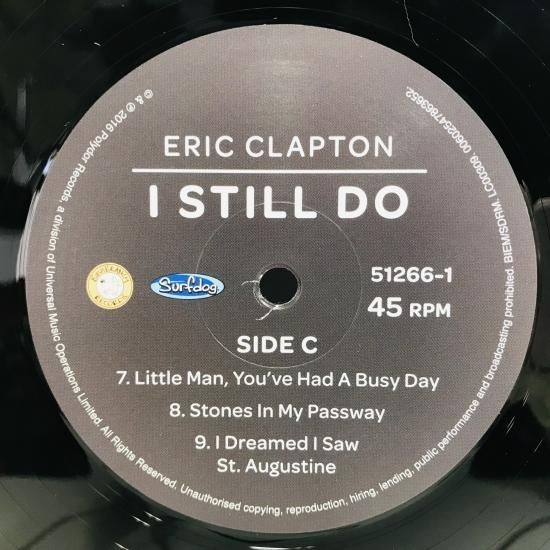 ERIC CLAPTON
I STILL DO
Surfdog
51266-1
45 RPM
SIDE C
7. Little Man, You've Had A Busy Day
8. Stones In My Passway
9. I Dreamed I Saw
St. Augustine
© & ℗ 2016 Polydor Records, a division of Universal Music Operations Limited. All Rights Reserved. Unauthorised copying, reproduction, hiring, lending, public performance and broadcasting prohibited. BIEM/SDRM. LC00309 00602547863652.